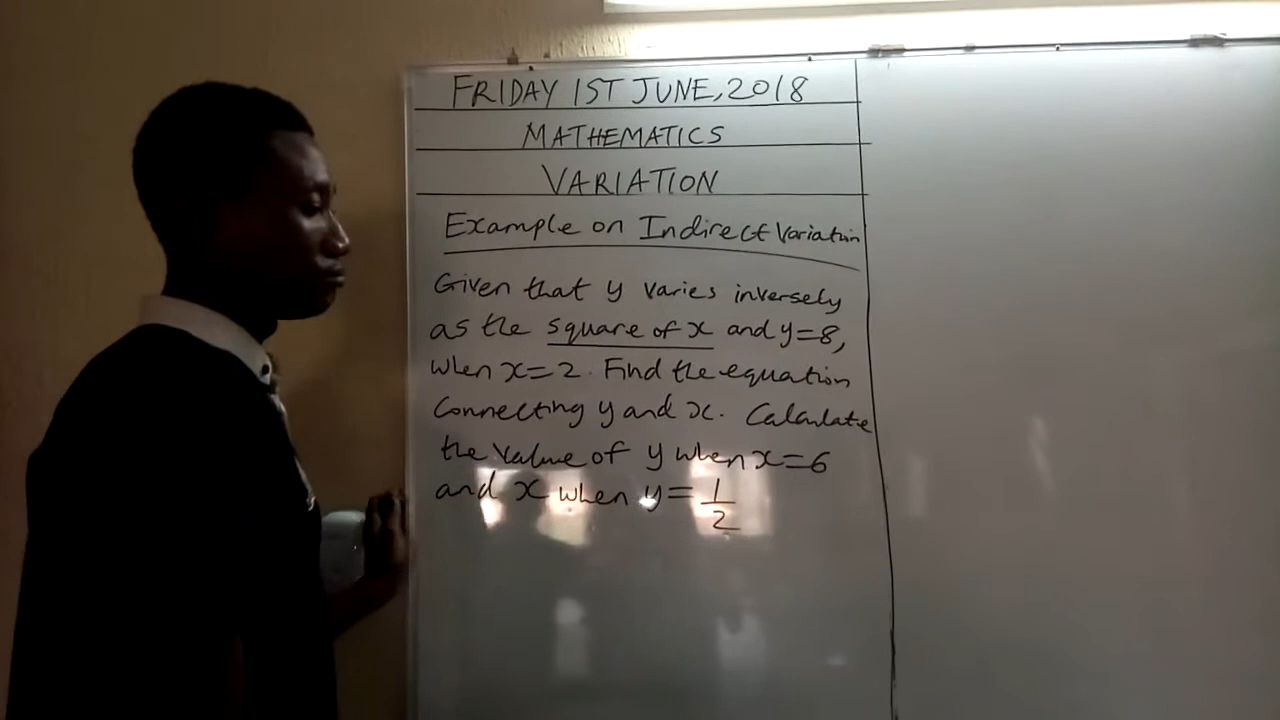 FRIDAY 1ST JUNE, 2018
MATHEMATICS
VARIATION
Example on Indirect Variation
Given that y varies inversely
as the square of x and y=8,
when x=2. Find the equation
Connecting y and x. Calculate
the value of y when x=6
and x when y= 1/2